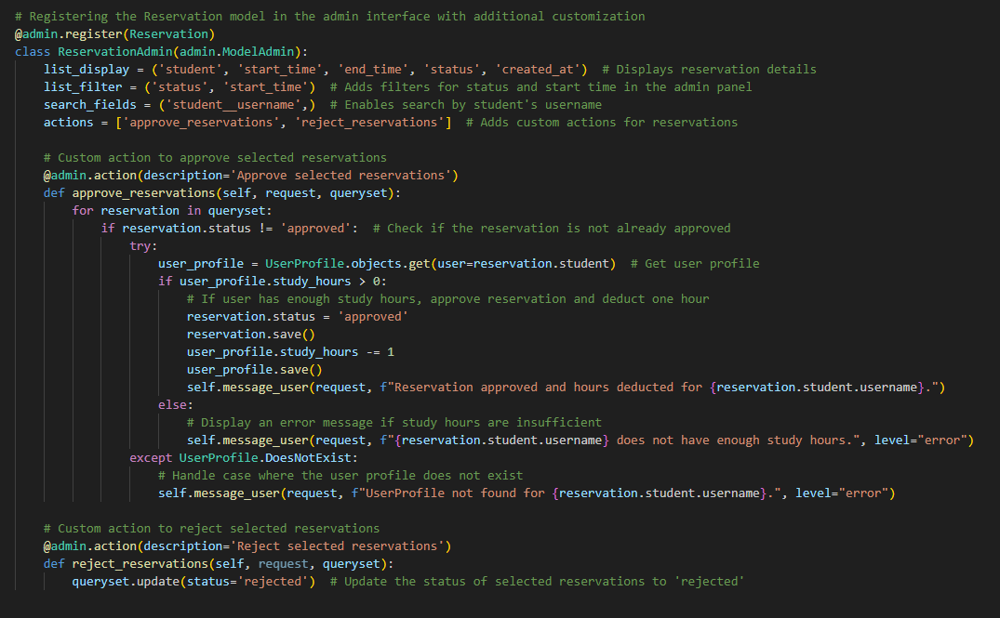 # Registering the Reservation model in the admin interface with additional customization
@admin.register(Reservation)
class ReservationAdmin(admin.ModelAdmin):
    list_display = ('student', 'start_time', 'end_time', 'status', 'created_at')  # Displays reservation details
    list_filter = ('status', 'start_time')  # Adds filters for status and start time in the admin panel
    search_fields = ('student__username',)  # Enables search by student's username
    actions = ['approve_reservations', 'reject_reservations']  # Adds custom actions for reservations

    # Custom action to approve selected reservations
    @admin.action(description='Approve selected reservations')
    def approve_reservations(self, request, queryset):
        for reservation in queryset:
            if reservation.status != 'approved':  # Check if the reservation is not already approved
                try:
                    user_profile = UserProfile.objects.get(user=reservation.student)  # Get user profile
                    if user_profile.study_hours > 0:
                        # If user has enough study hours, approve reservation and deduct one hour
                        reservation.status = 'approved'
                        reservation.save()
                        user_profile.study_hours -= 1
                        user_profile.save()
                        self.message_user(request, f"Reservation approved and hours deducted for {reservation.student.username}.")
                    else:
                        # Display an error message if study hours are insufficient
                        self.message_user(request, f"{reservation.student.username} does not have enough study hours.", level="error")
                except UserProfile.DoesNotExist:
                    # Handle case where the user profile does not exist
                    self.message_user(request, f"UserProfile not found for {reservation.student.username}.", level="error")

    # Custom action to reject selected reservations
    @admin.action(description='Reject selected reservations')
    def reject_reservations(self, request, queryset):
        queryset.update(status='rejected')  # Update the status of selected reservations to 'rejected'